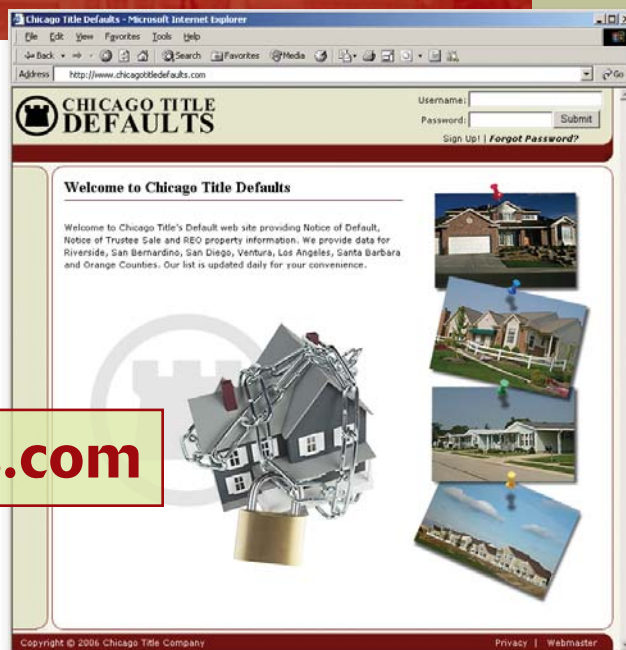 Chicago Title Defaults - Microsoft Internet Explorer
File Edit View Favorites Tools Help
Back Search Favorites Media
Address http://www.chicagotitledefaults.com Go
CHICAGO TITLE
DEFAULTS
Username:
Password: Submit
Sign Up! | Forgot Password?
Welcome to Chicago Title Defaults
Welcome to Chicago Title's Default web site providing Notice of Default,
Notice of Trustee Sale and REO property information. We provide data for
Riverside, San Bernardino, San Diego, Ventura, Los Angeles, Santa Barbara
and Orange Counties. Our list is updated daily for your convenience.
.com
Copyright © 2006 Chicago Title Company Privacy | Webmaster